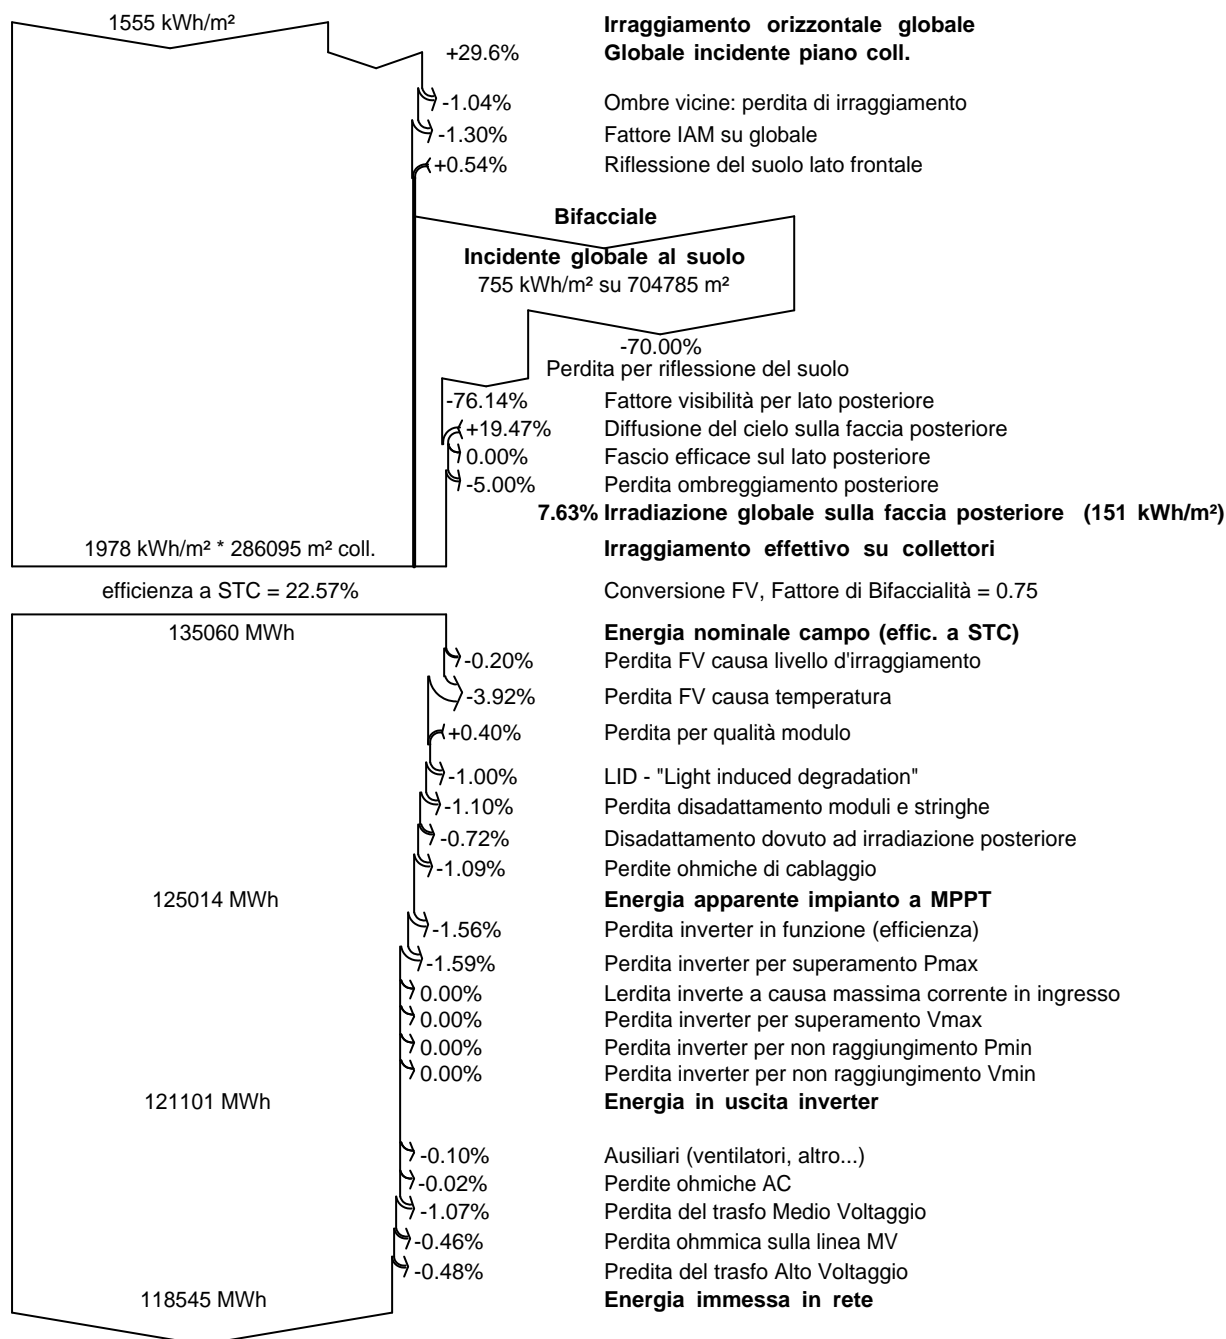 1555 kWh/m² Irraggiamento orizzontale globale
+29.6% Globale incidente piano coll.
-1.04% Ombre vicine: perdita di irraggiamento
-1.30% Fattore IAM su globale
+0.54% Riflessione del suolo lato frontale
Bifacciale
Incidente globale al suolo
755 kWh/m² su 704785 m²
-70.00%
Perdita per riflessione del suolo
-76.14% Fattore visibilità per lato posteriore
+19.47% Diffusione del cielo sulla faccia posteriore
0.00% Fascio efficace sul lato posteriore
-5.00% Perdita ombreggiamento posteriore
7.63% Irradiazione globale sulla faccia posteriore (151 kWh/m²)
1978 kWh/m² * 286095 m² coll. Irraggiamento effettivo su collettori
efficienza a STC = 22.57% Conversione FV, Fattore di Bifaccialità = 0.75
135060 MWh Energia nominale campo (effic. a STC)
-0.20% Perdita FV causa livello d'irraggiamento
-3.92% Perdita FV causa temperatura
+0.40% Perdita per qualità modulo
-1.00% LID - "Light induced degradation"
-1.10% Perdita disadattamento moduli e stringhe
-0.72% Disadattamento dovuto ad irradiazione posteriore
-1.09% Perdite ohmiche di cablaggio
125014 MWh Energia apparente impianto a MPPT
-1.56% Perdita inverter in funzione (efficienza)
-1.59% Perdita inverter per superamento Pmax
0.00% Lerdita inverte a causa massima corrente in ingresso
0.00% Perdita inverter per superamento Vmax
0.00% Perdita inverter per non raggiungimento Pmin
0.00% Perdita inverter per non raggiungimento Vmin
121101 MWh Energia in uscita inverter
-0.10% Ausiliari (ventilatori, altro...)
-0.02% Perdite ohmiche AC
-1.07% Perdita del trasfo Medio Voltaggio
-0.46% Perdita ohmmica sulla linea MV
-0.48% Predita del trasfo Alto Voltaggio
118545 MWh Energia immessa in rete